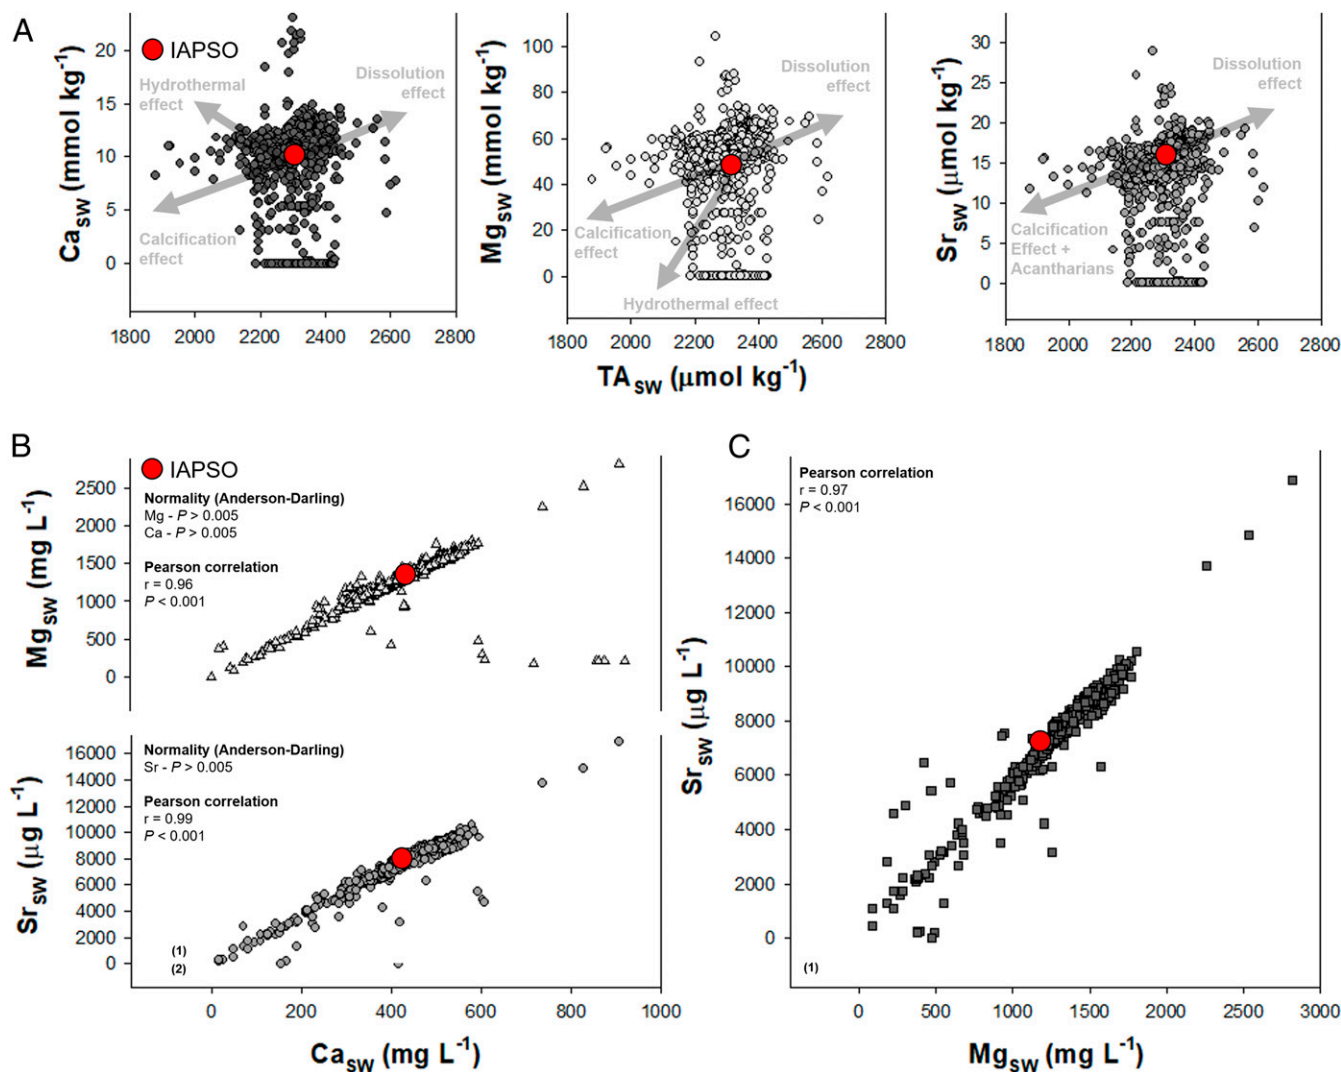 A
IAPSO
Ca_SW (mmol kg⁻¹)
20
15
10
5
0
Hydrothermal
effect
Dissolution
effect
Calcification
effect
1800 2000 2200 2400 2600 2800
Mg_SW (mmol kg⁻¹)
100
80
60
40
20
0
Dissolution
effect
Calcification
effect
Hydrothermal effect
1800 2000 2200 2400 2600 2800
Sr_SW (μmol kg⁻¹)
30
25
20
15
10
5
0
Dissolution
effect
Calcification
Effect +
Acantharians
1800 2000 2200 2400 2600 2800
TA_SW (μmol kg⁻¹)
B
IAPSO
Normality (Anderson-Darling)
Mg - P > 0.005
Ca - P > 0.005
Pearson correlation
r = 0.96
P < 0.001
Mg_SW (mg L⁻¹)
2500
2000
1500
1000
500
0
Normality (Anderson-Darling)
Sr - P > 0.005
Pearson correlation
r = 0.99
P < 0.001
(1)
(2)
Sr_SW (μg L⁻¹)
16000
14000
12000
10000
8000
6000
4000
2000
0
0 200 400 600 800 1000
Ca_SW (mg L⁻¹)
C
Pearson correlation
r = 0.97
P < 0.001
Sr_SW (μg L⁻¹)
16000
14000
12000
10000
8000
6000
4000
2000
0
(1)
0 500 1000 1500 2000 2500 3000
Mg_SW (mg L⁻¹)